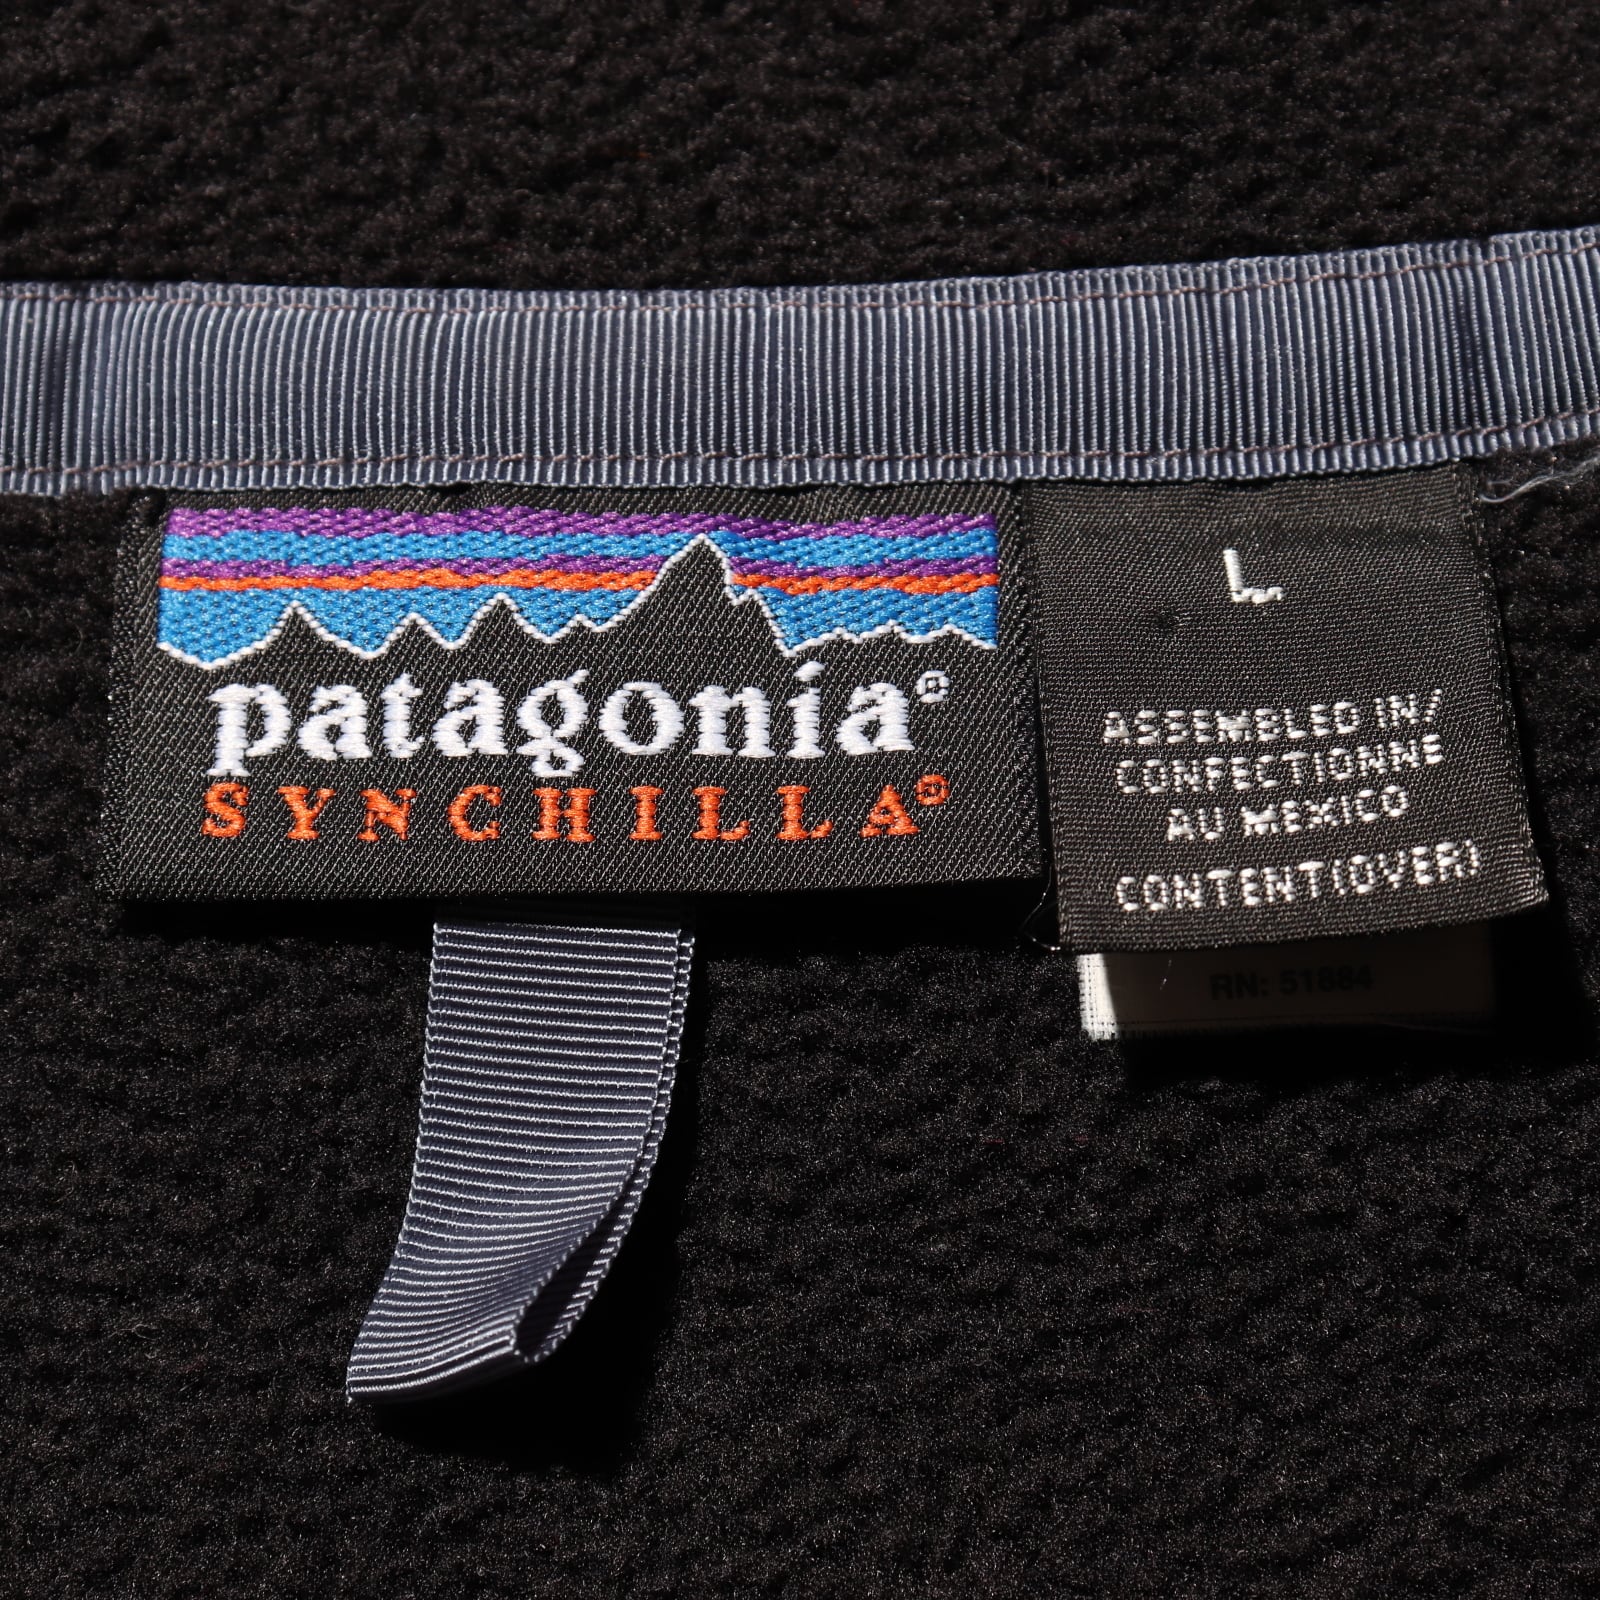 patagonia®
SYNCHILLA®
L
ASSEMBLED IN/
CONFECTIONNE
AU MEXICO
CONTENT(OVER)
RN: 51884